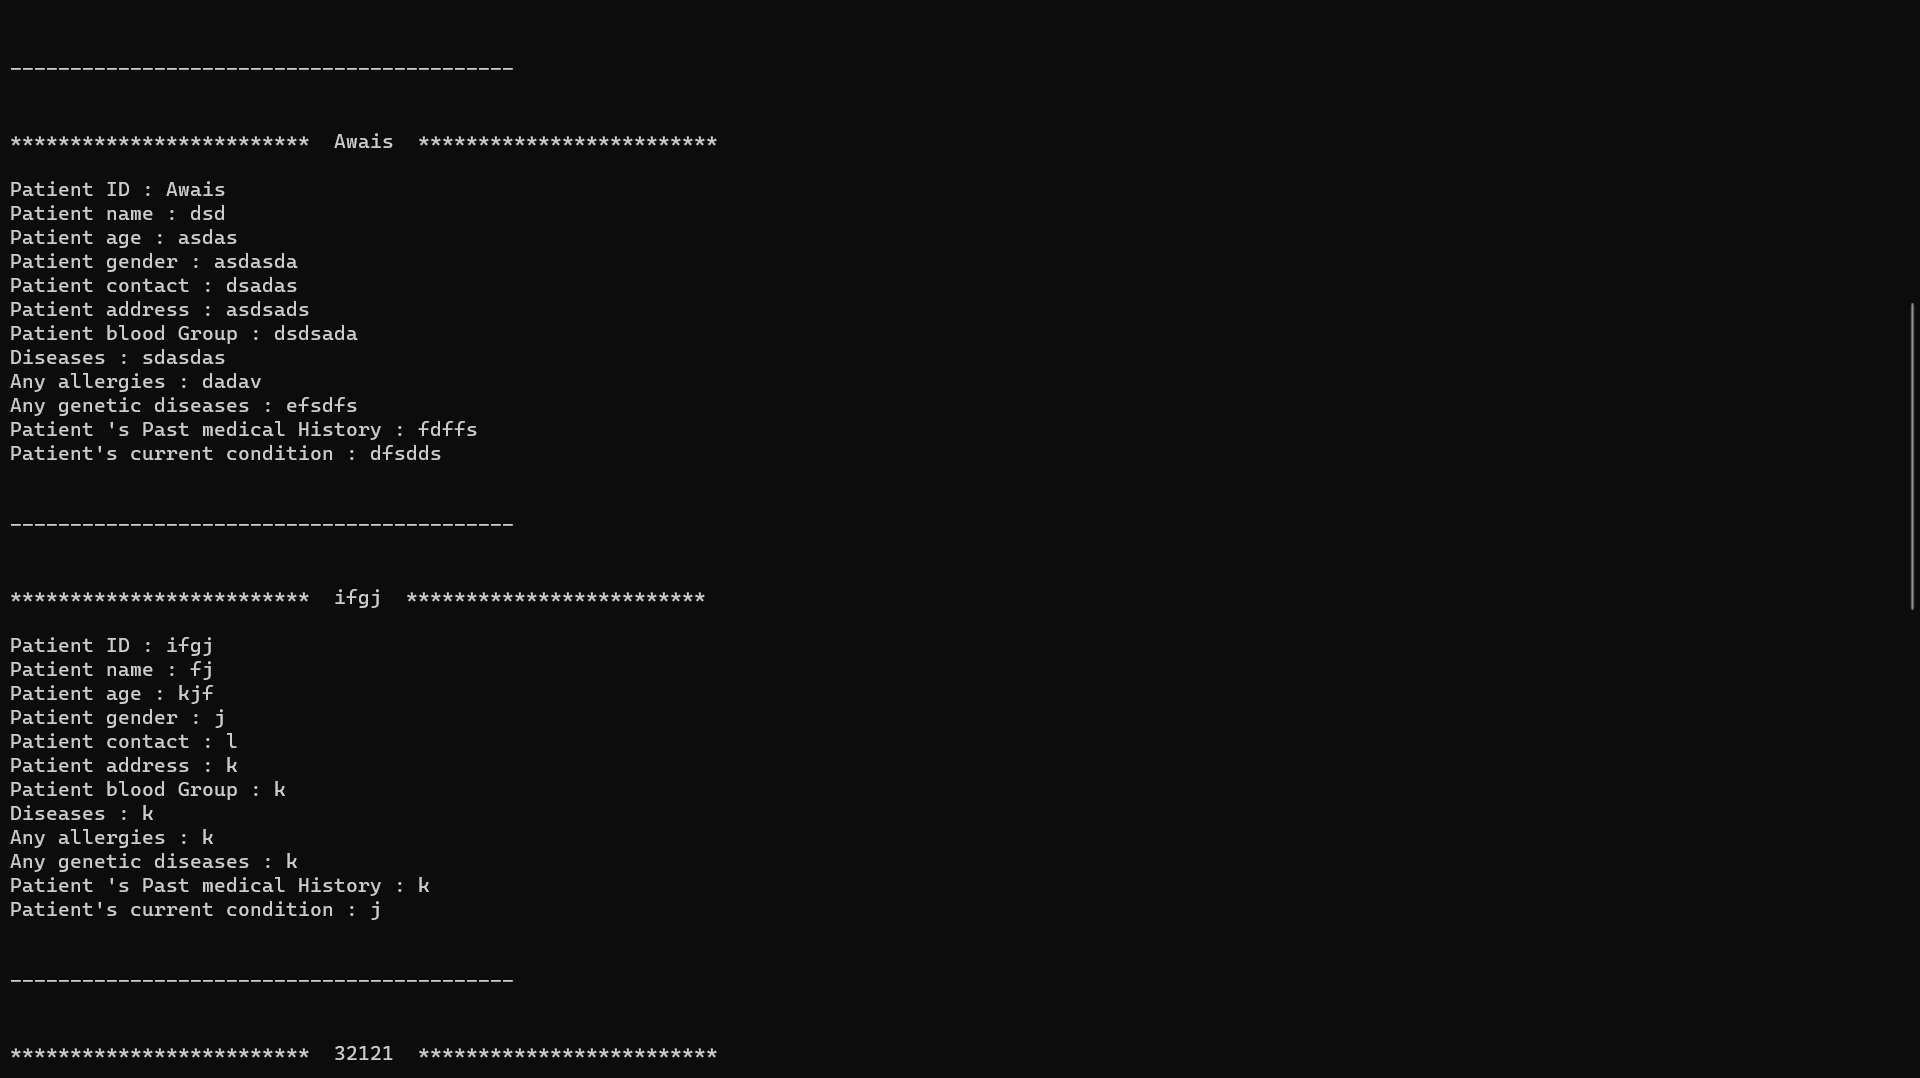 ------------------------------------------
*************************  Awais  *************************
Patient ID : Awais
Patient name : dsd
Patient age : asdas
Patient gender : asdasda
Patient contact : dsadas
Patient address : asdsads
Patient blood Group : dsdsada
Diseases : sdasdas
Any allergies : dadav
Any genetic diseases : efsdfs
Patient 's Past medical History : fdffs
Patient's current condition : dfsdds
------------------------------------------
*************************  ifgj  *************************
Patient ID : ifgj
Patient name : fj
Patient age : kjf
Patient gender : j
Patient contact : l
Patient address : k
Patient blood Group : k
Diseases : k
Any allergies : k
Any genetic diseases : k
Patient 's Past medical History : k
Patient's current condition : j
------------------------------------------
*************************  32121  *************************